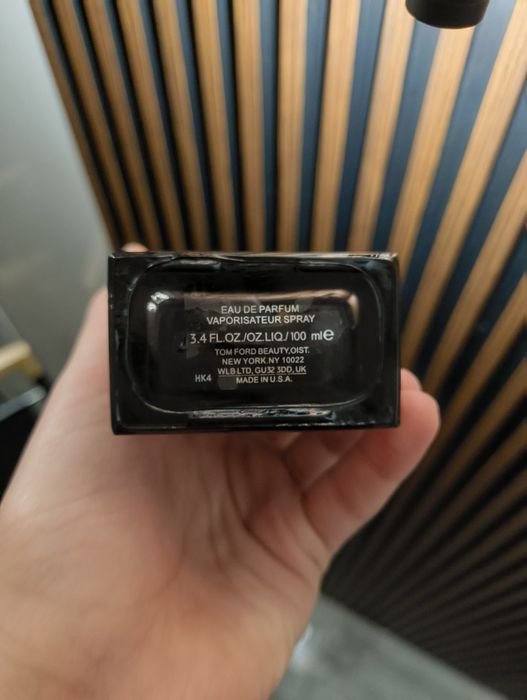 EAU DE PARFUM
VAPORISATEUR SPRAY
3.4 FL.OZ./OZ.LIQ./ 100 ml℮
TOM FORD BEAUTY,OIST.
NEW YORK.NY 10022
WLB LTD, GU32 3DD, UK
HK4 MADE IN U.S.A.